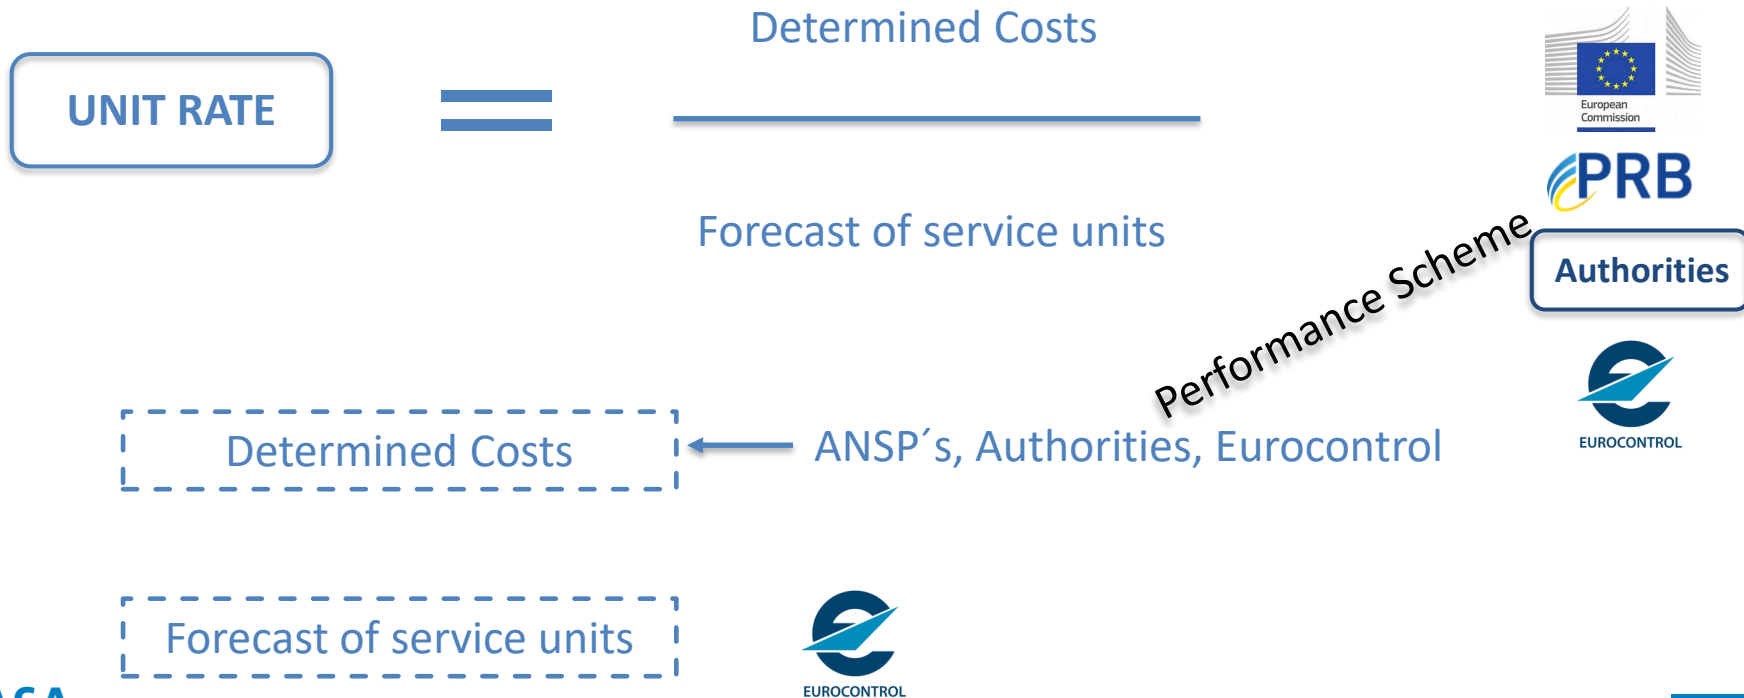 Determined Costs
UNIT RATE
Forecast of service units
European
Commission
PRB
Authorities
Performance Scheme
EUROCONTROL
Determined Costs
ANSP´s, Authorities, Eurocontrol
Forecast of service units
EUROCONTROL